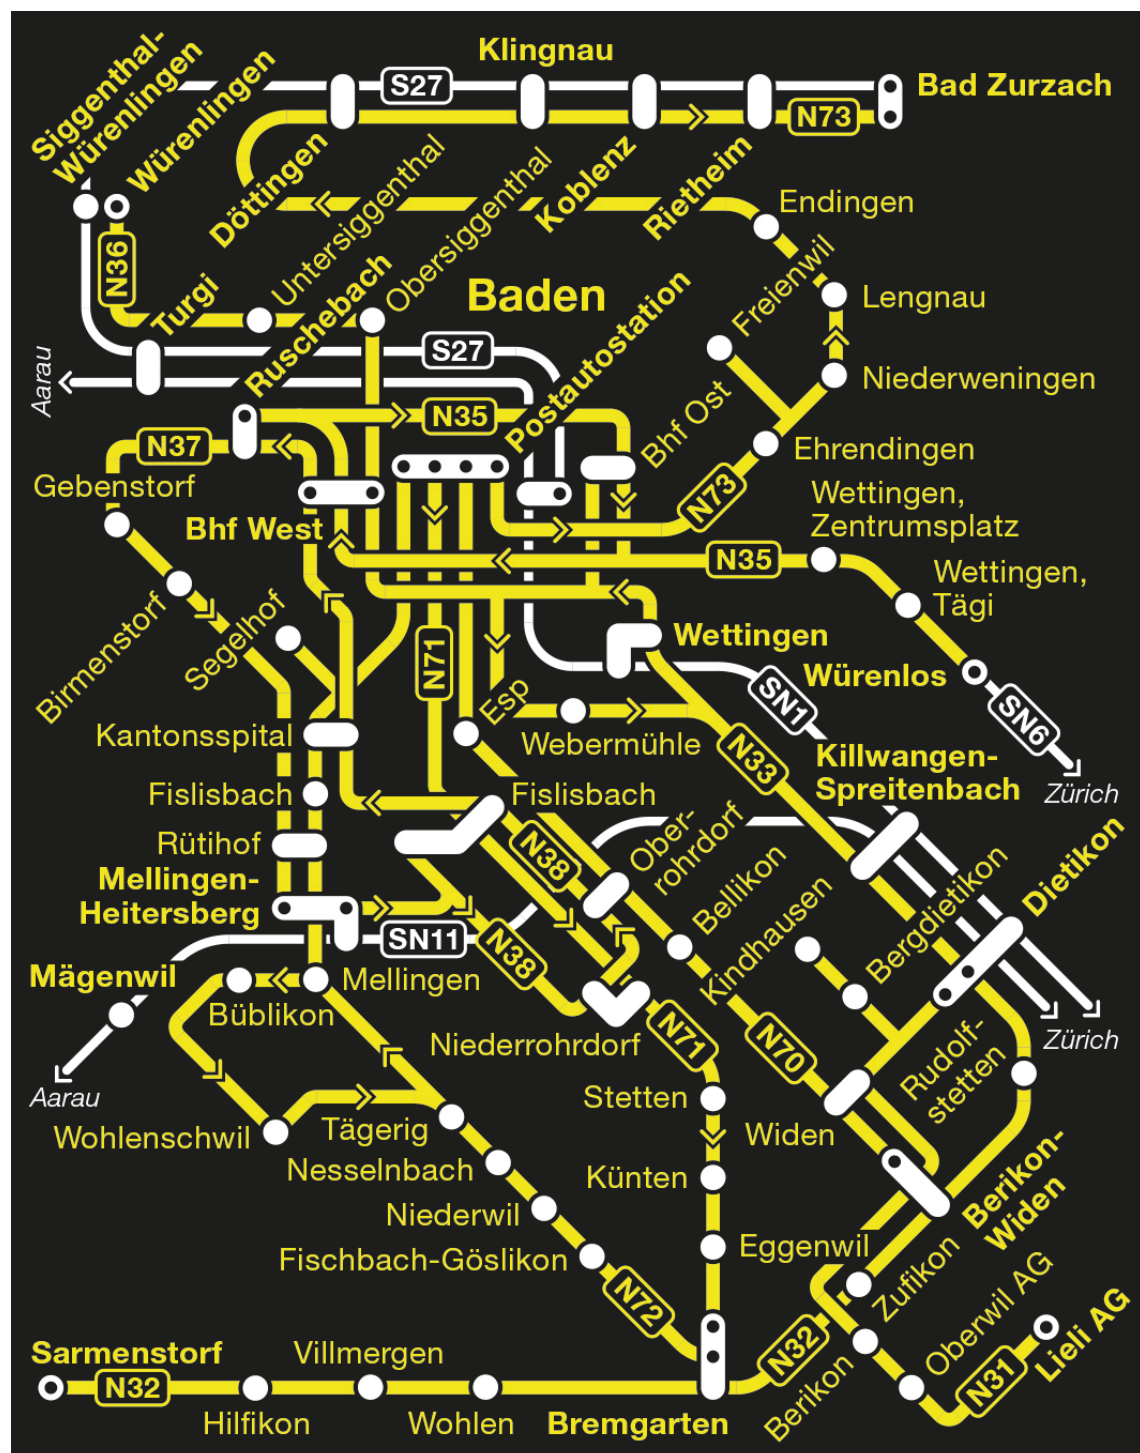 Klingnau
S27
Bad Zurzach
N73
Siggenthal-
Würenlingen
Würenlingen
Döttingen
Untersiggenthal
Obersiggenthal
Koblenz
Rietheim
Endingen
N36
Turgi
Ruschebach
Baden
Postautostation
Freienwil
Lengnau
S27
Aarau
Niederweningen
N35
Bhf Ost
N37
Ehrendingen
Gebenstorf
N73
Wettingen,
Zentrumsplatz
Bhf West
N35
Wettingen,
Tägi
Birmenstorf
Segelhof
N71
Wettingen
Würenlos
SN1
SN6
Esp
Kantonsspital
Webermühle
N33
Killwangen-
Spreitenbach
Zürich
Fislisbach
Fislisbach
Rütihof
N38
Ober-
rohrdorf
Mellingen-
Heitersberg
Bellikon
Kindhausen
Bergdietikon
Dietikon
SN11
N38
Mägenwil
Mellingen
Büblikon
Niederrohrdorf
N71
N70
Rudolf-
stetten
Zürich
Aarau
Stetten
Wohlenschwil
Tägerig
Widen
Nesselnbach
Künten
Berikon-
Widen
Niederwil
Eggenwil
Fischbach-Göslikon
Zufikon
N72
Oberwil AG
Lieli AG
Sarmenstorf
Villmergen
N32
N32
Berikon
N31
Hilfikon
Wohlen
Bremgarten